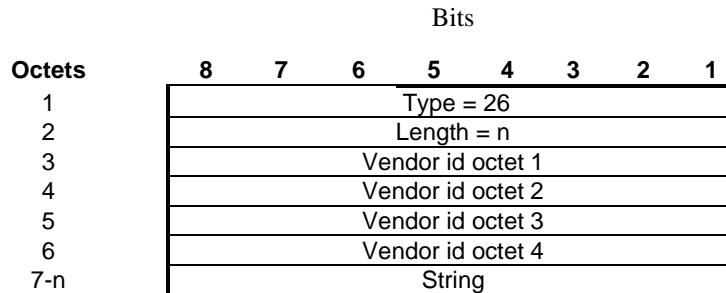 Bits
Octets 8 7 6 5 4 3 2 1
1 Type = 26
2 Length = n
3 Vendor id octet 1
4 Vendor id octet 2
5 Vendor id octet 3
6 Vendor id octet 4
7-n String